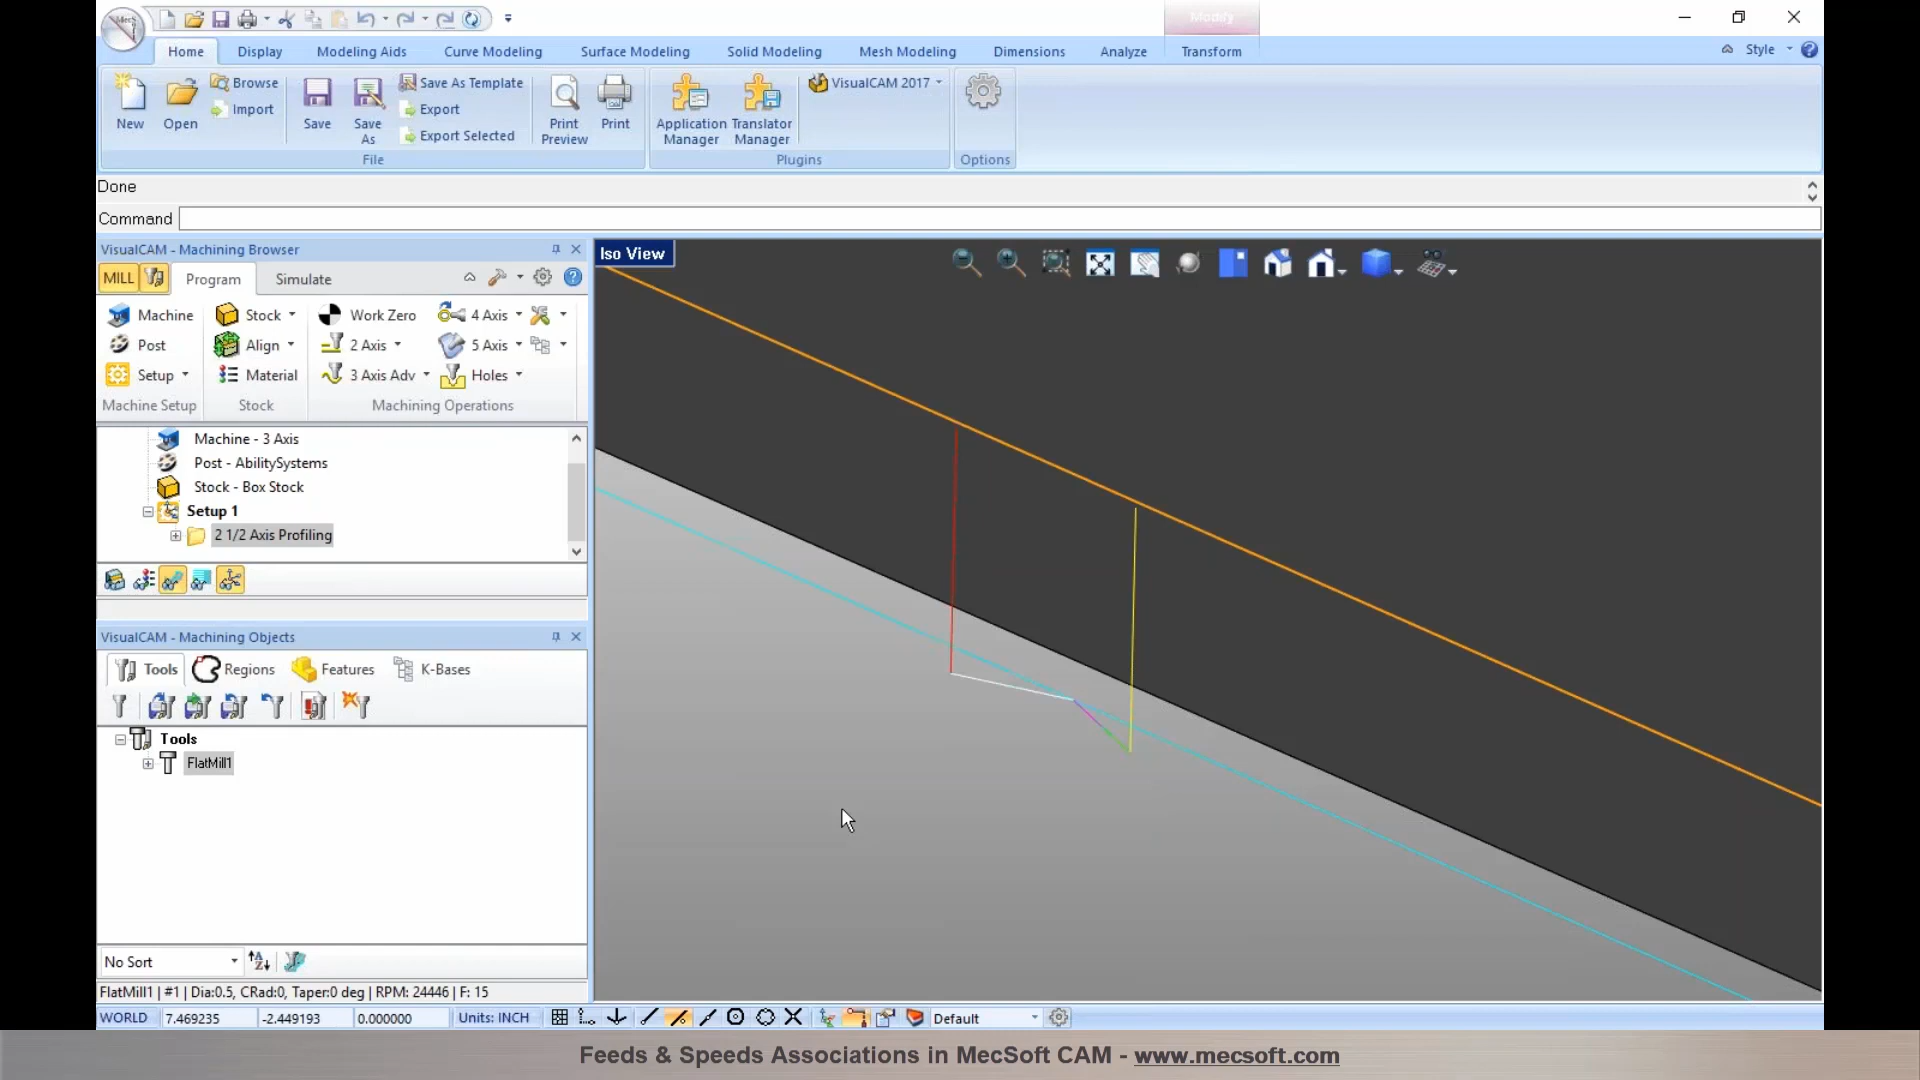 Modify
Home Display Modeling Aids Curve Modeling Surface Modeling Solid Modeling Mesh Modeling Dimensions Analyze Transform Style
New Open Browse Import Save Save As Save As Template Export Export Selected Print Preview Print Application Manager Translator Manager VisualCAM 2017
File Plugins Options
Done
Command
VisualCAM - Machining Browser
MILL Program Simulate
Machine Stock Work Zero 4 Axis
Post Align 2 Axis 5 Axis
Setup Material 3 Axis Adv Holes
Machine Setup Stock Machining Operations
Machine - 3 Axis
Post - AbilitySystems
Stock - Box Stock
Setup 1
2 1/2 Axis Profiling
VisualCAM - Machining Objects
Tools Regions Features K-Bases
Tools
FlatMill1
No Sort
FlatMill1 | #1 | Dia:0.5, CRad:0, Taper:0 deg | RPM: 24446 | F: 15
Iso View
WORLD 7.469235 -2.449193 0.000000 Units: INCH Default
Feeds & Speeds Associations in MecSoft CAM - www.mecsoft.com